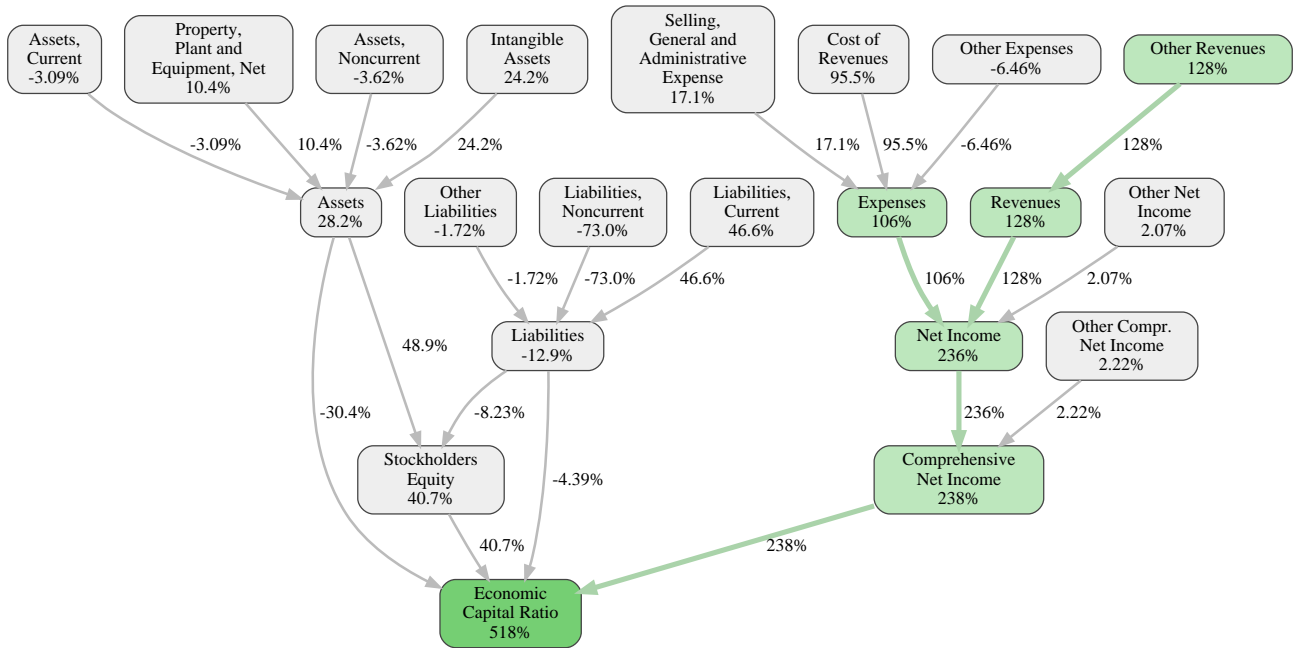 Assets,
Current
-3.09%
Property,
Plant and
Equipment, Net
10.4%
Assets,
Noncurrent
-3.62%
Intangible
Assets
24.2%
Selling,
General and
Administrative
Expense
17.1%
Cost of
Revenues
95.5%
Other Expenses
-6.46%
Other Revenues
128%
-3.09%
10.4%
-3.62%
24.2%
17.1%
95.5%
-6.46%
128%
Assets
28.2%
Other
Liabilities
-1.72%
Liabilities,
Noncurrent
-73.0%
Liabilities,
Current
46.6%
Expenses
106%
Revenues
128%
Other Net
Income
2.07%
-1.72%
-73.0%
46.6%
106%
128%
2.07%
48.9%
Liabilities
-12.9%
Net Income
236%
Other Compr.
Net Income
2.22%
-30.4%
-8.23%
236%
2.22%
Stockholders
Equity
40.7%
-4.39%
Comprehensive
Net Income
238%
40.7%
238%
Economic
Capital Ratio
518%